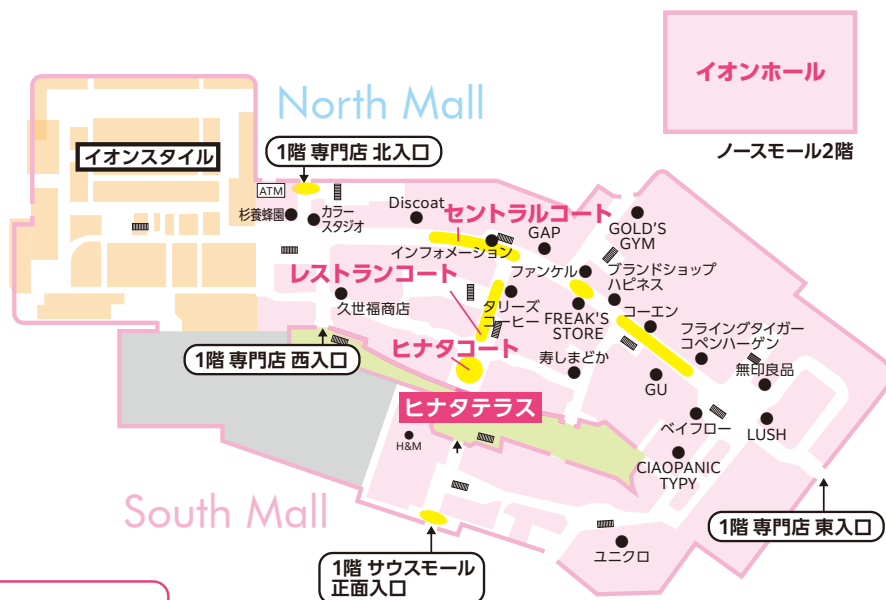 イオンホール
ノースモール2階
North Mall
イオンスタイル
1階 専門店 北入口
ATM
杉養蜂園
カラー
スタジオ
Discoat
セントラルコート
インフォメーション
GAP
GOLD'S
GYM
レストランコート
ファンケル
ブランドショップ
ハピネス
久世福商店
タリーズ
コーヒー
FREAK'S
STORE
コーエン
フライングタイガー
コペンハーゲン
1階 専門店 西入口
ヒナタコート
寿しまどか
無印良品
GU
ヒナタテラス
ベイフロー
LUSH
H&M
CIAOPANIC
TYPY
South Mall
1階 専門店 東入口
ユニクロ
1階 サウスモール
正面入口